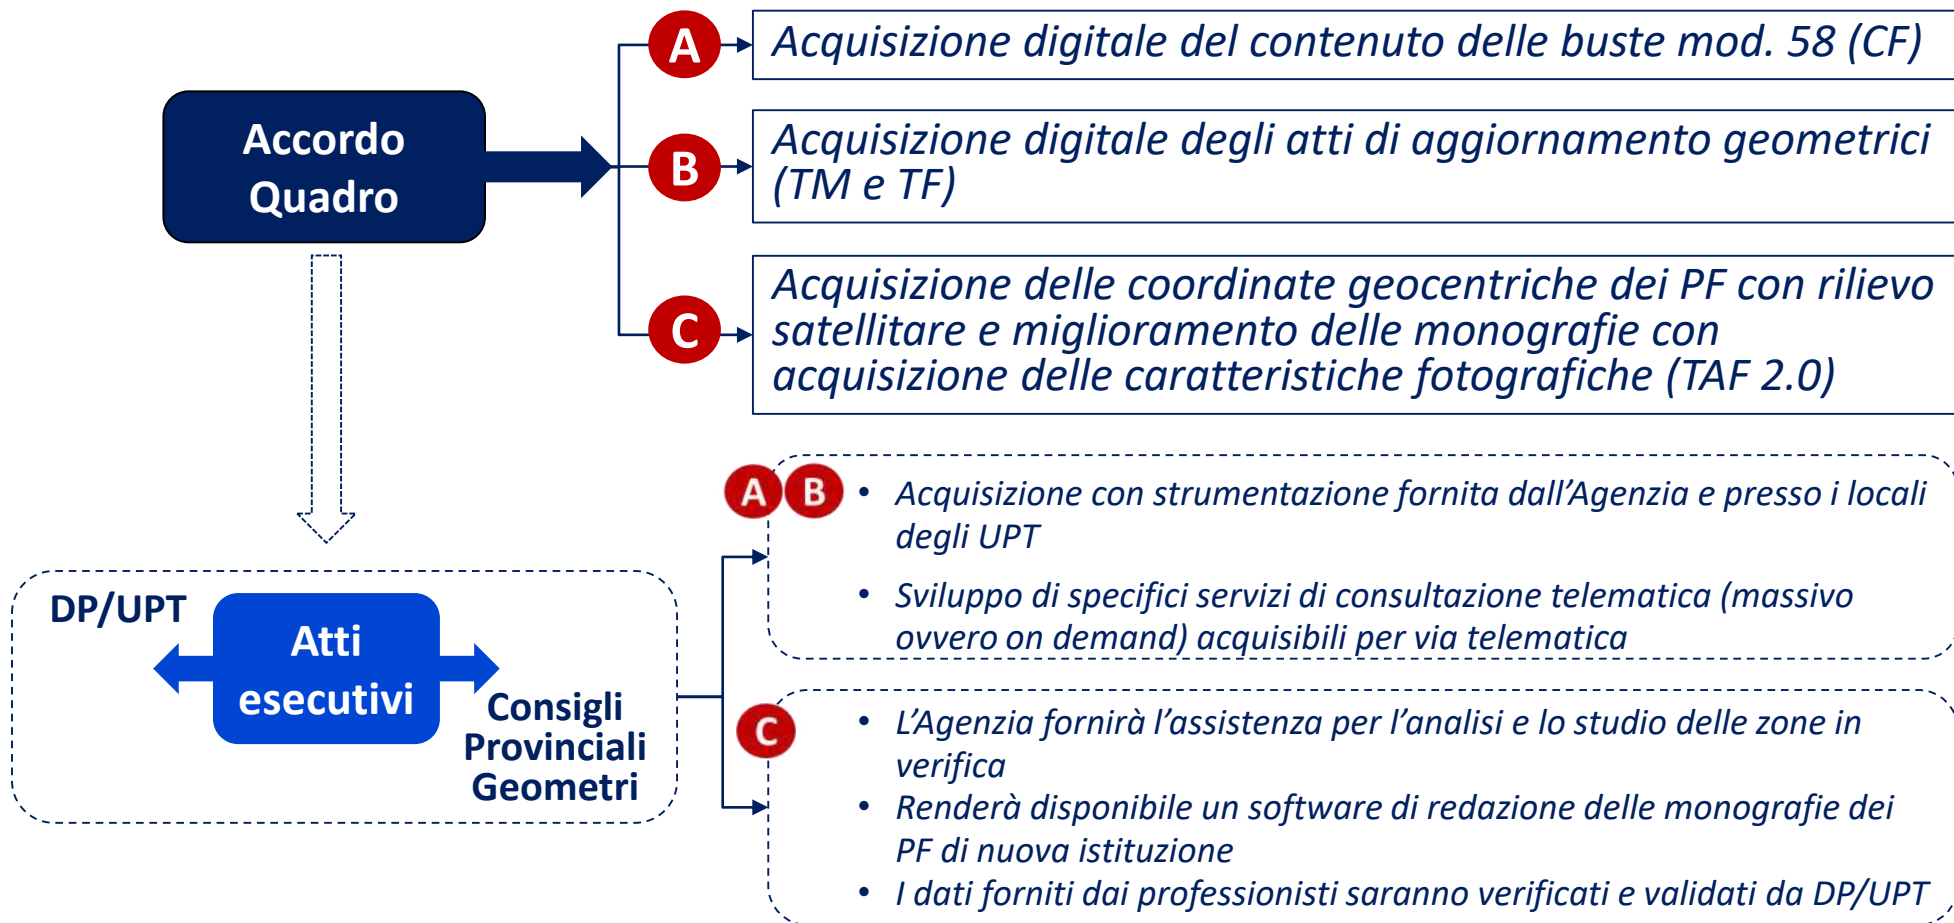 A
Acquisizione digitale del contenuto delle buste mod. 58 (CF)
Accordo
Quadro
B
Acquisizione digitale degli atti di aggiornamento geometrici
(TM e TF)
C
Acquisizione delle coordinate geocentriche dei PF con rilievo
satellitare e miglioramento delle monografie con
acquisizione delle caratteristiche fotografiche (TAF 2.0)
A B
• Acquisizione con strumentazione fornita dall'Agenzia e presso i locali
degli UPT
• Sviluppo di specifici servizi di consultazione telematica (massivo
ovvero on demand) acquisibili per via telematica
DP/UPT
Atti
esecutivi
Consigli
Provinciali
Geometri
C
• L'Agenzia fornirà l'assistenza per l'analisi e lo studio delle zone in
verifica
• Renderà disponibile un software di redazione delle monografie dei
PF di nuova istituzione
• I dati forniti dai professionisti saranno verificati e validati da DP/UPT